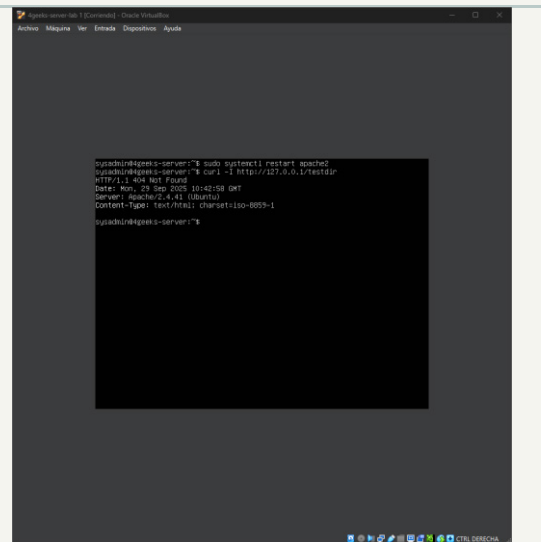 4geeks-server-lab 1 [Corriendo] - Oracle VirtualBox
Archivo Máquina Ver Entrada Dispositivos Ayuda
sysadmin@4geeks-server:~$ sudo systemctl restart apache2
sysadmin@4geeks-server:~$ curl -I http://127.0.0.1/testdir
HTTP/1.1 404 Not Found
Date: Mon, 29 Sep 2025 10:42:58 GMT
Server: Apache/2.4.41 (Ubuntu)
Content-Type: text/html; charset=iso-8859-1
sysadmin@4geeks-server:~$
CTRL DERECHA